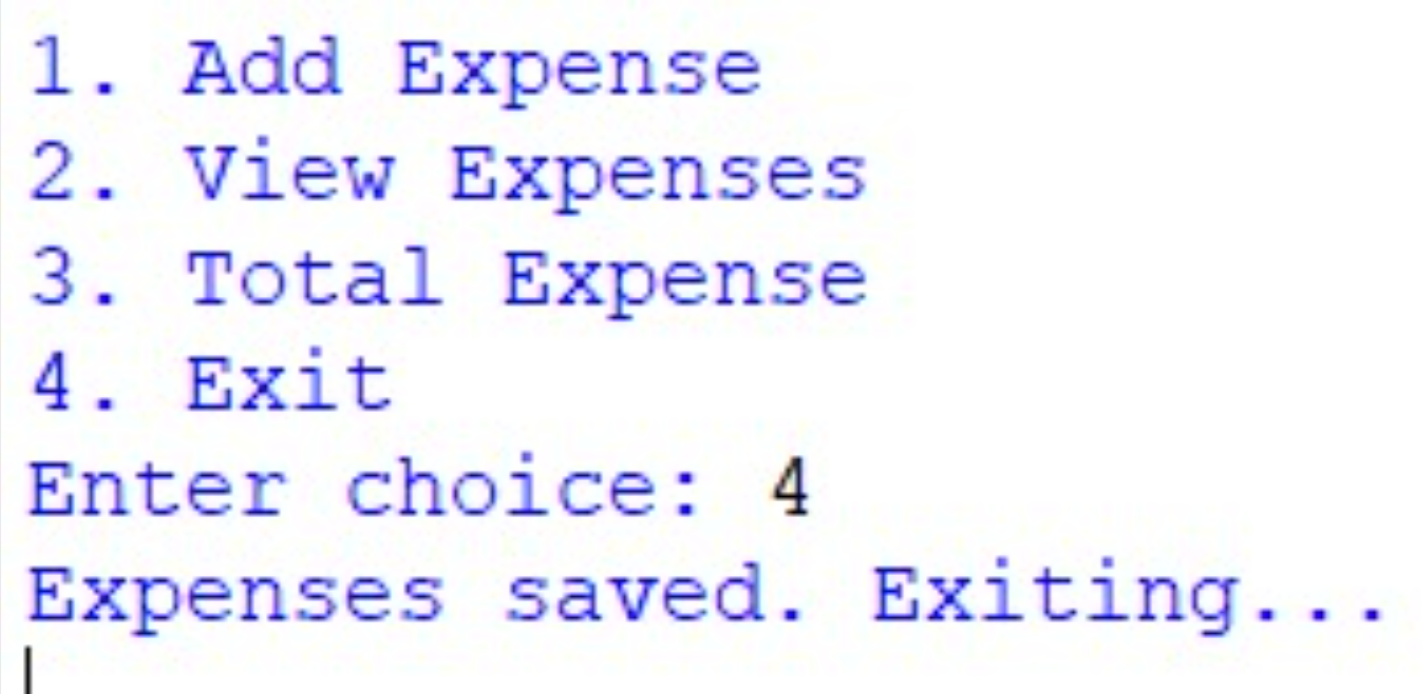 1. Add Expense
2. View Expenses
3. Total Expense
4. Exit
Enter choice: 4
Expenses saved. Exiting...